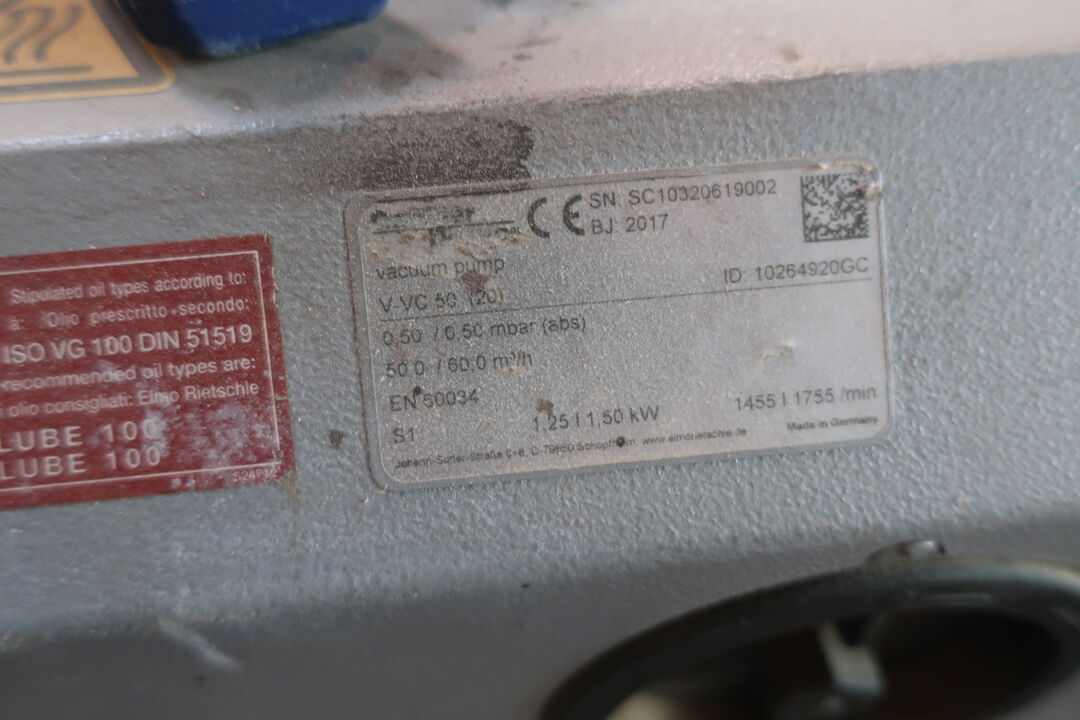 Stipulated oil types according to:
à: Olio prescritto secondo:
ISO VG 100 DIN 51519
recommended oil types are:
olio consigliati: Elmo Rietschle
LUBE 100
LUBE 100
CE
SN: SC10320619002
BJ: 2017
vacuum pump
V-VC 50 (20)
ID: 10264920GC
0,50 / 0,50 mbar (abs)
50.0 / 60.0 m³/h
EN 60034
S1 1,25 | 1,50 kW 1455 | 1755 /min
Made in Germany
www.elmorietschle.de